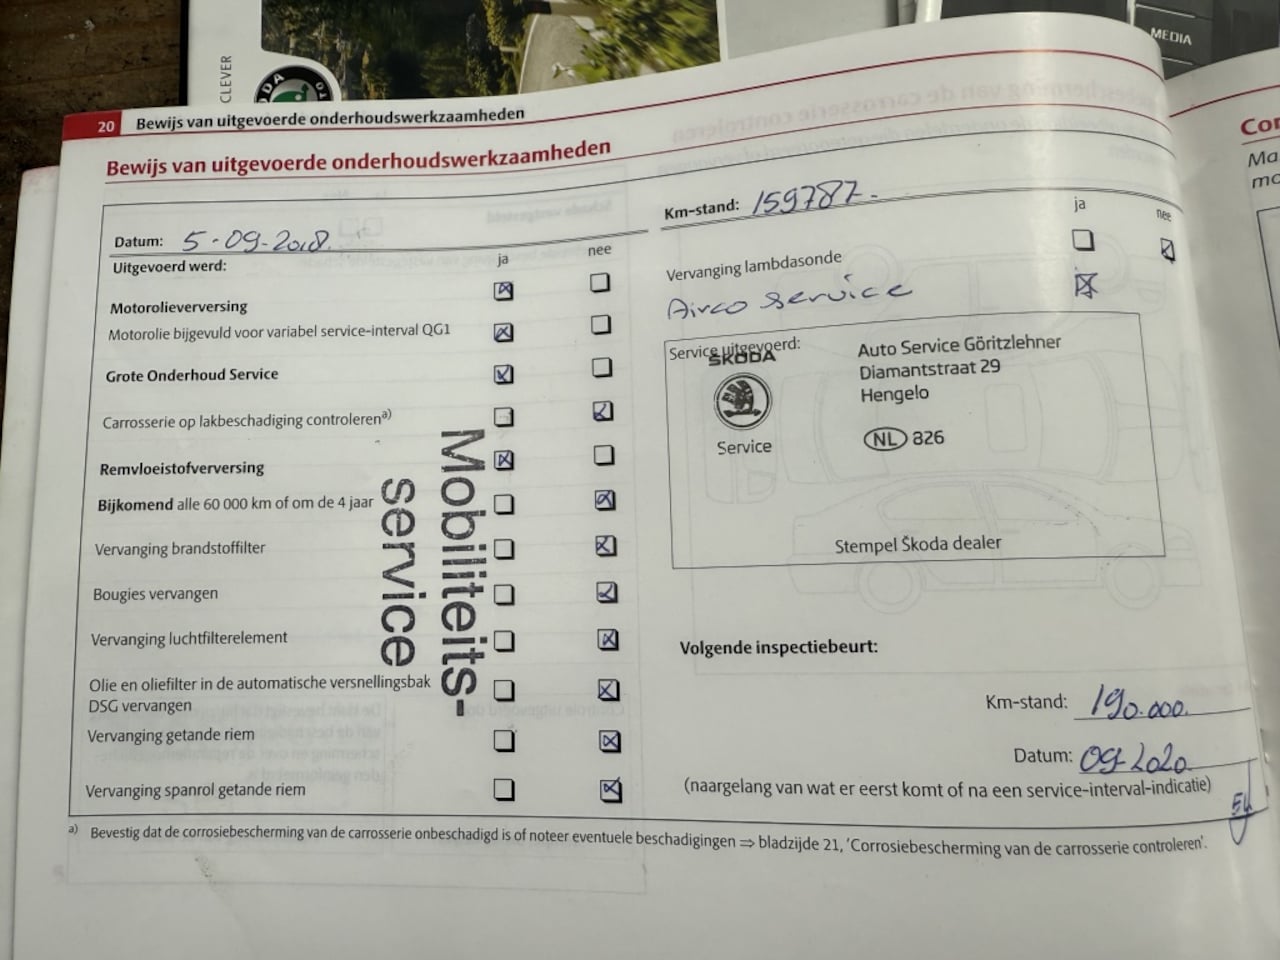 CLEVER
MEDIA
20 Bewijs van uitgevoerde onderhoudswerkzaamheden
Bewijs van uitgevoerde onderhoudswerkzaamheden
Datum: 5-09-2018.
Uitgevoerd werd:
ja nee
Motorolieverversing
Motorolie bijgevuld voor variabel service-interval QG1
Grote Onderhoud Service
Carrosserie op lakbeschadiging controleren a)
Remvloeistofverversing
Bijkomend alle 60 000 km of om de 4 jaar
Vervanging brandstoffilter
Bougies vervangen
Vervanging luchtfilterelement
Olie en oliefilter in de automatische versnellingsbak
DSG vervangen
Vervanging getande riem
Vervanging spanrol getande riem
Mobiliteits-
service
Km-stand: 159787.
ja nee
Vervanging lambdasonde
Airco service
Service uitgevoerd:
ŠKODA
Service
Auto Service Göritzlehner
Diamantstraat 29
Hengelo
NL 826
Stempel Škoda dealer
Volgende inspectiebeurt:
Km-stand: 190.000.
Datum: 09-2020
(naargelang van wat er eerst komt of na een service-interval-indicatie)
a) Bevestig dat de corrosiebescherming van de carrosserie onbeschadigd is of noteer eventuele beschadigingen ⇒ bladzijde 21, 'Corrosiebescherming van de carrosserie controleren'.